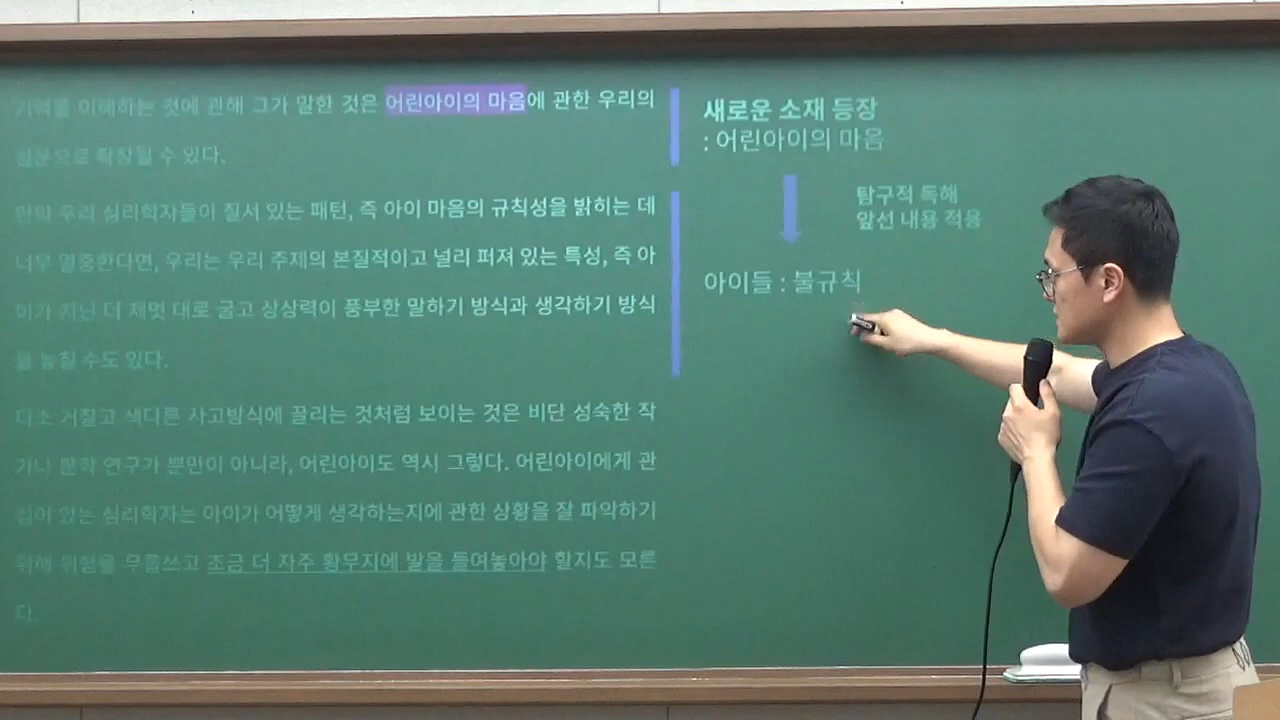 기억을 이해하는 것에 관해 그가 말한 것은 어린아이의 마음에 관한 우리의
질문으로 확장될 수 있다.
만약 우리 심리학자들이 질서 있는 패턴, 즉 아이 마음의 규칙성을 밝히는 데
너무 열중한다면, 우리는 우리 주제의 본질적이고 널리 퍼져 있는 특성, 즉 아
이가 지닌 더 제멋 대로 굴고 상상력이 풍부한 말하기 방식과 생각하기 방식
을 놓칠 수도 있다.
다소 거칠고 색다른 사고방식에 끌리는 것처럼 보이는 것은 비단 성숙한 작
가나 문학 연구가 뿐만이 아니라, 어린아이도 역시 그렇다. 어린아이에게 관
심이 있는 심리학자는 아이가 어떻게 생각하는지에 관한 상황을 잘 파악하기
위해 위험을 무릅쓰고 조금 더 자주 황무지에 발을 들여놓아야 할지도 모른
다.
새로운 소재 등장
: 어린아이의 마음
탐구적 독해
앞선 내용 적용
아이들 : 불규칙